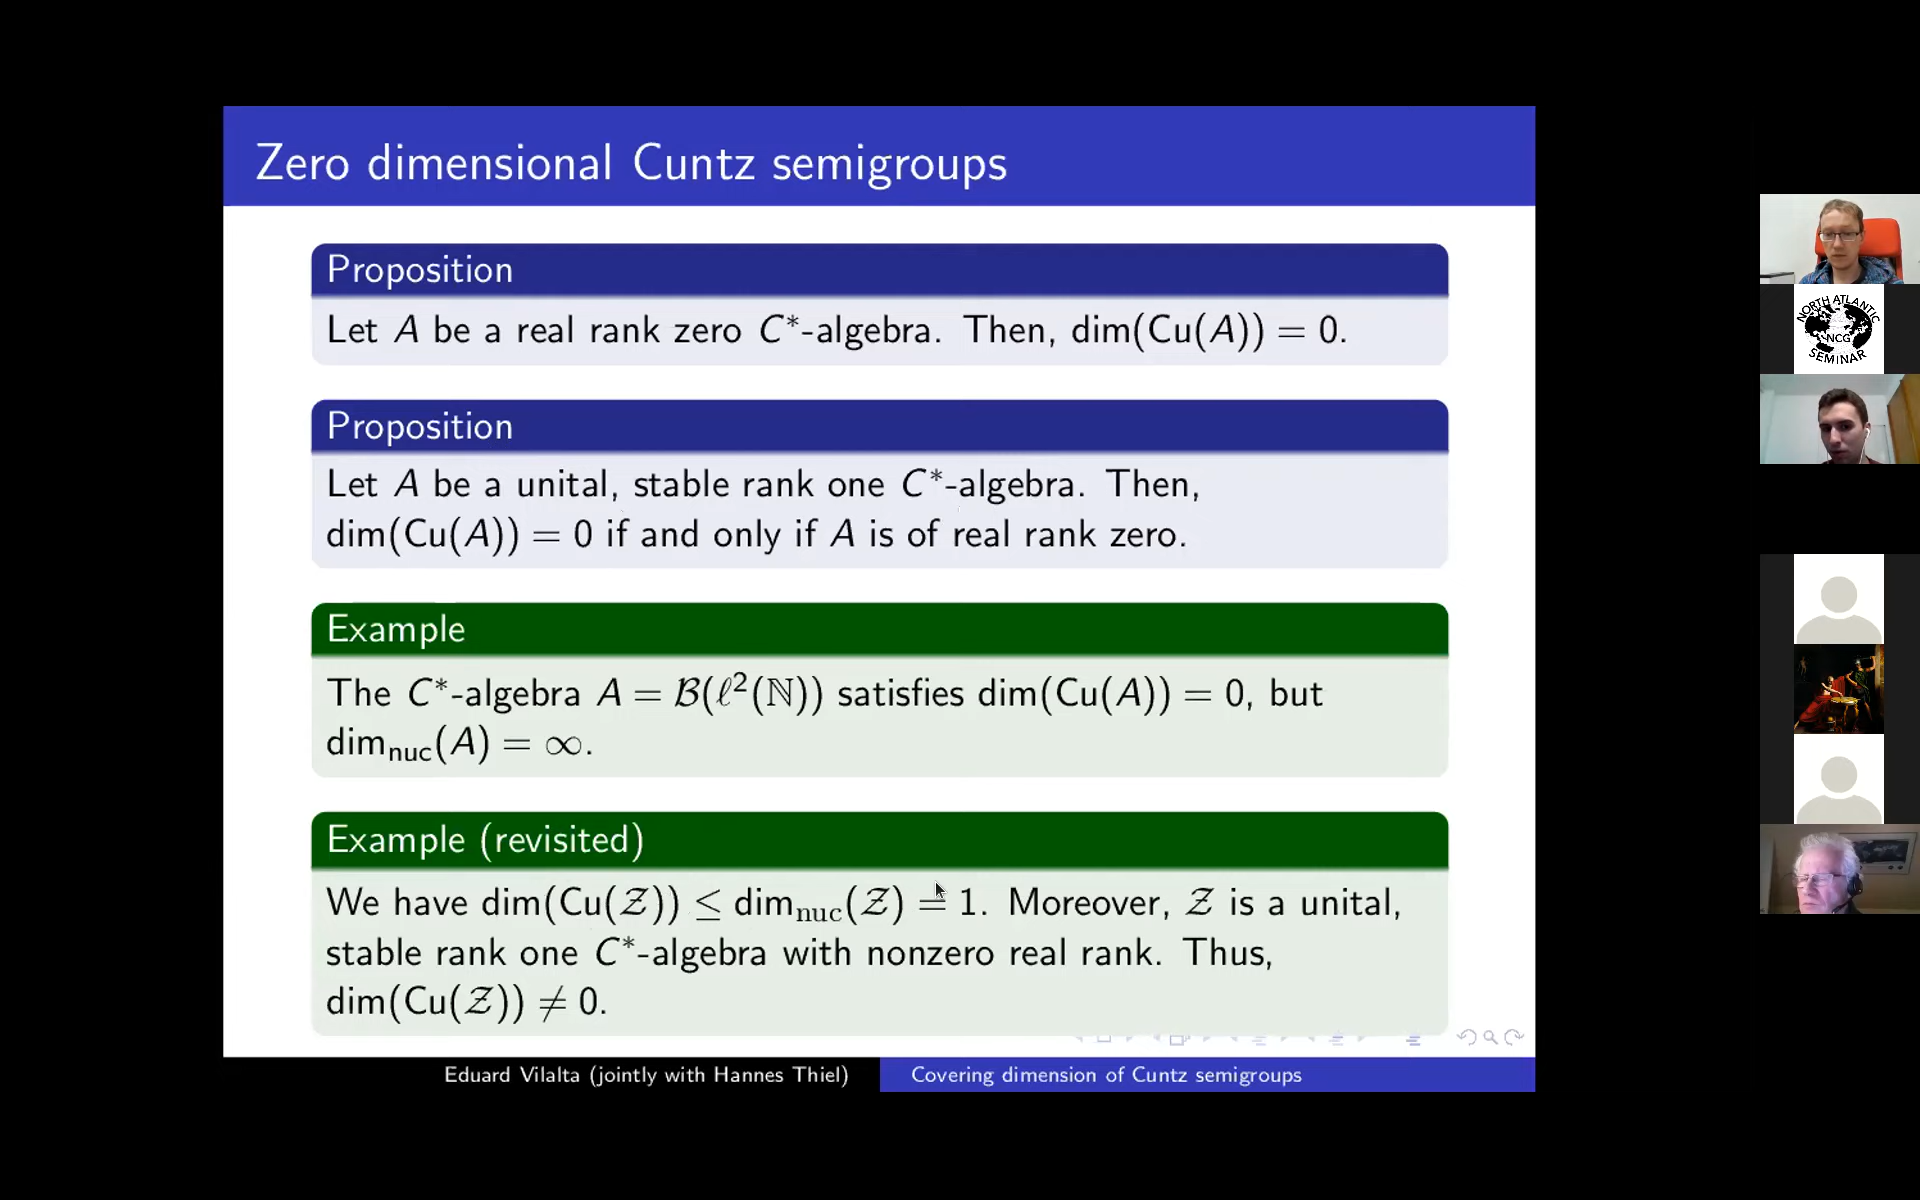 Zero dimensional Cuntz semigroups
Proposition
Let A be a real rank zero C*-algebra. Then, dim(Cu(A)) = 0.
Proposition
Let A be a unital, stable rank one C*-algebra. Then,
dim(Cu(A)) = 0 if and only if A is of real rank zero.
Example
The C*-algebra A = ℬ(ℓ²(ℕ)) satisfies dim(Cu(A)) = 0, but
dim_nuc(A) = ∞.
Example (revisited)
We have dim(Cu(𝒵)) ≤ dim_nuc(𝒵) = 1. Moreover, 𝒵 is a unital,
stable rank one C*-algebra with nonzero real rank. Thus,
dim(Cu(𝒵)) ≠ 0.
Eduard Vilalta (jointly with Hannes Thiel)
Covering dimension of Cuntz semigroups
NORTH ATLANTIC
NCG
SEMINAR